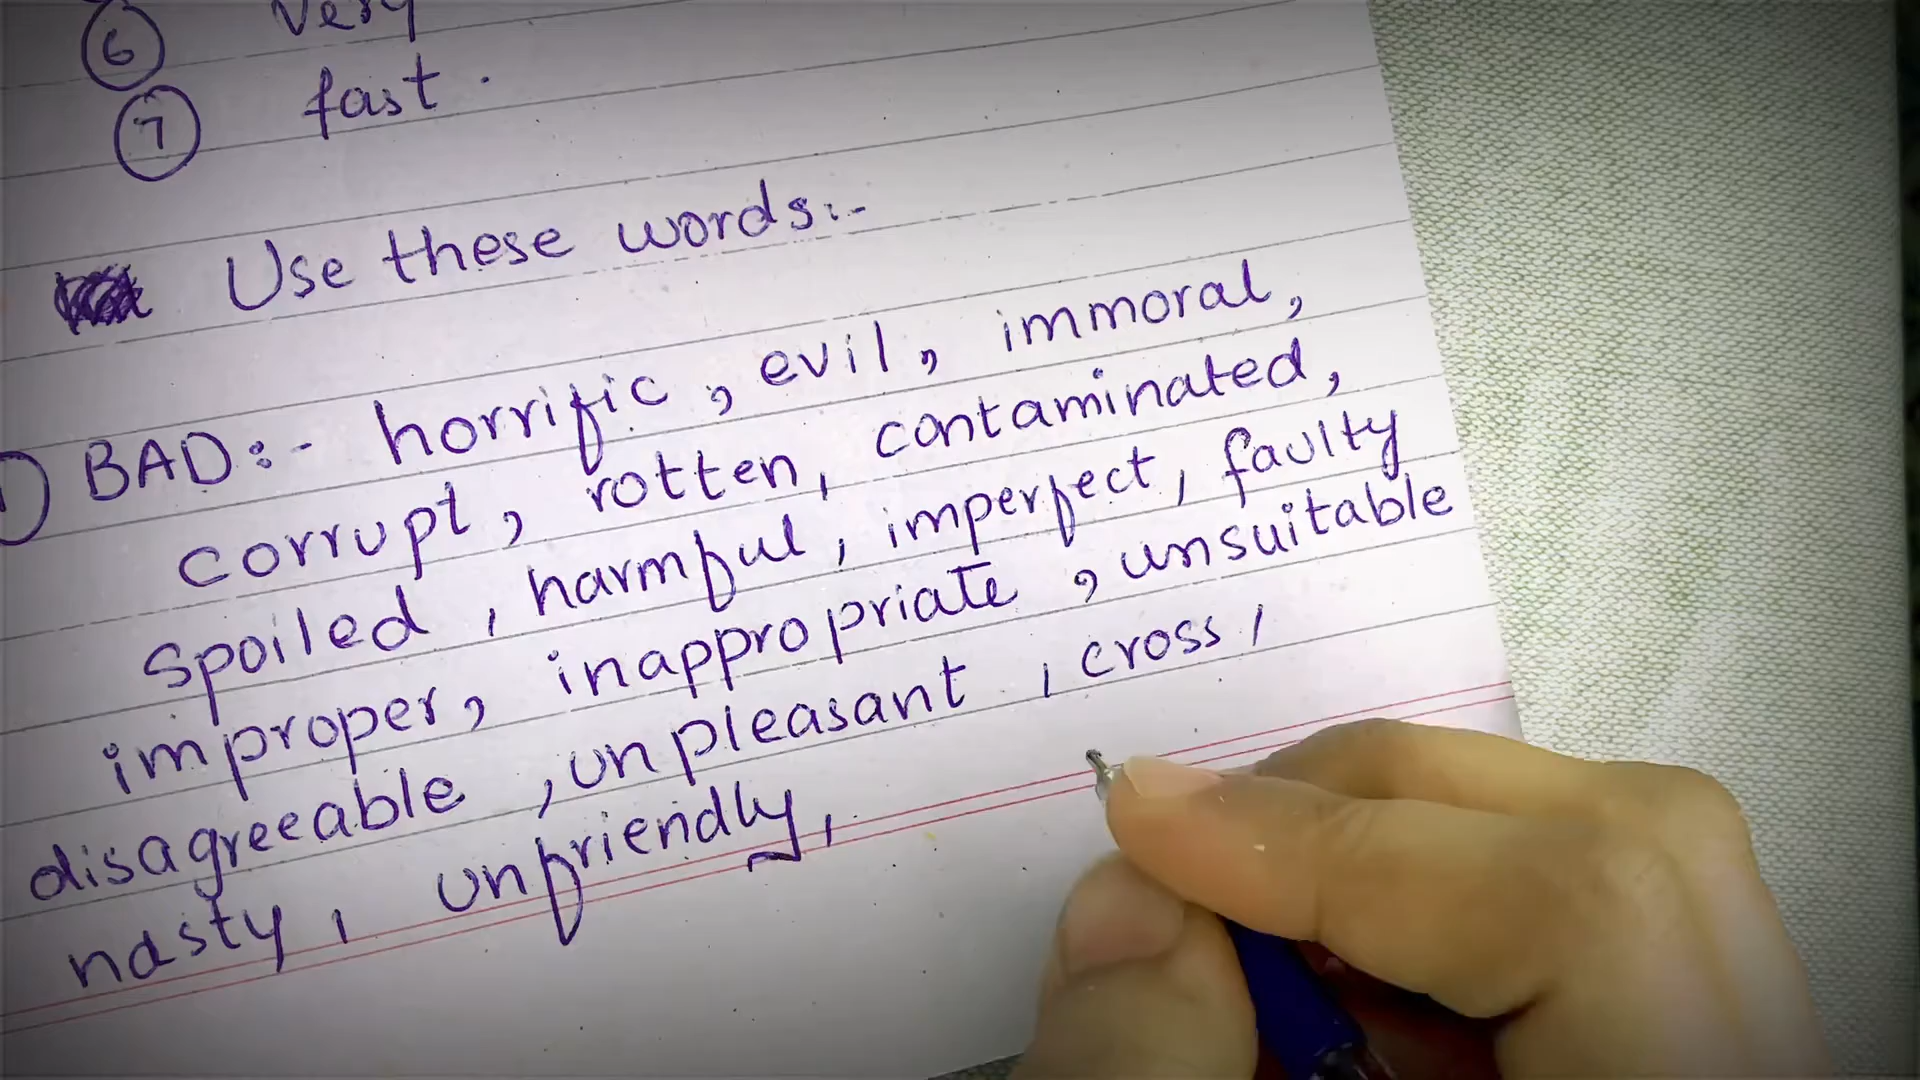 ⑥ very
⑦ fast.
Use these words:-
1) BAD:- horrific, evil, immoral,
corrupt, rotten, contaminated,
Spoiled, harmful, imperfect, faulty
improper, inappropriate, unsuitable
disagreeable, unpleasant, cross,
nasty, unfriendly,